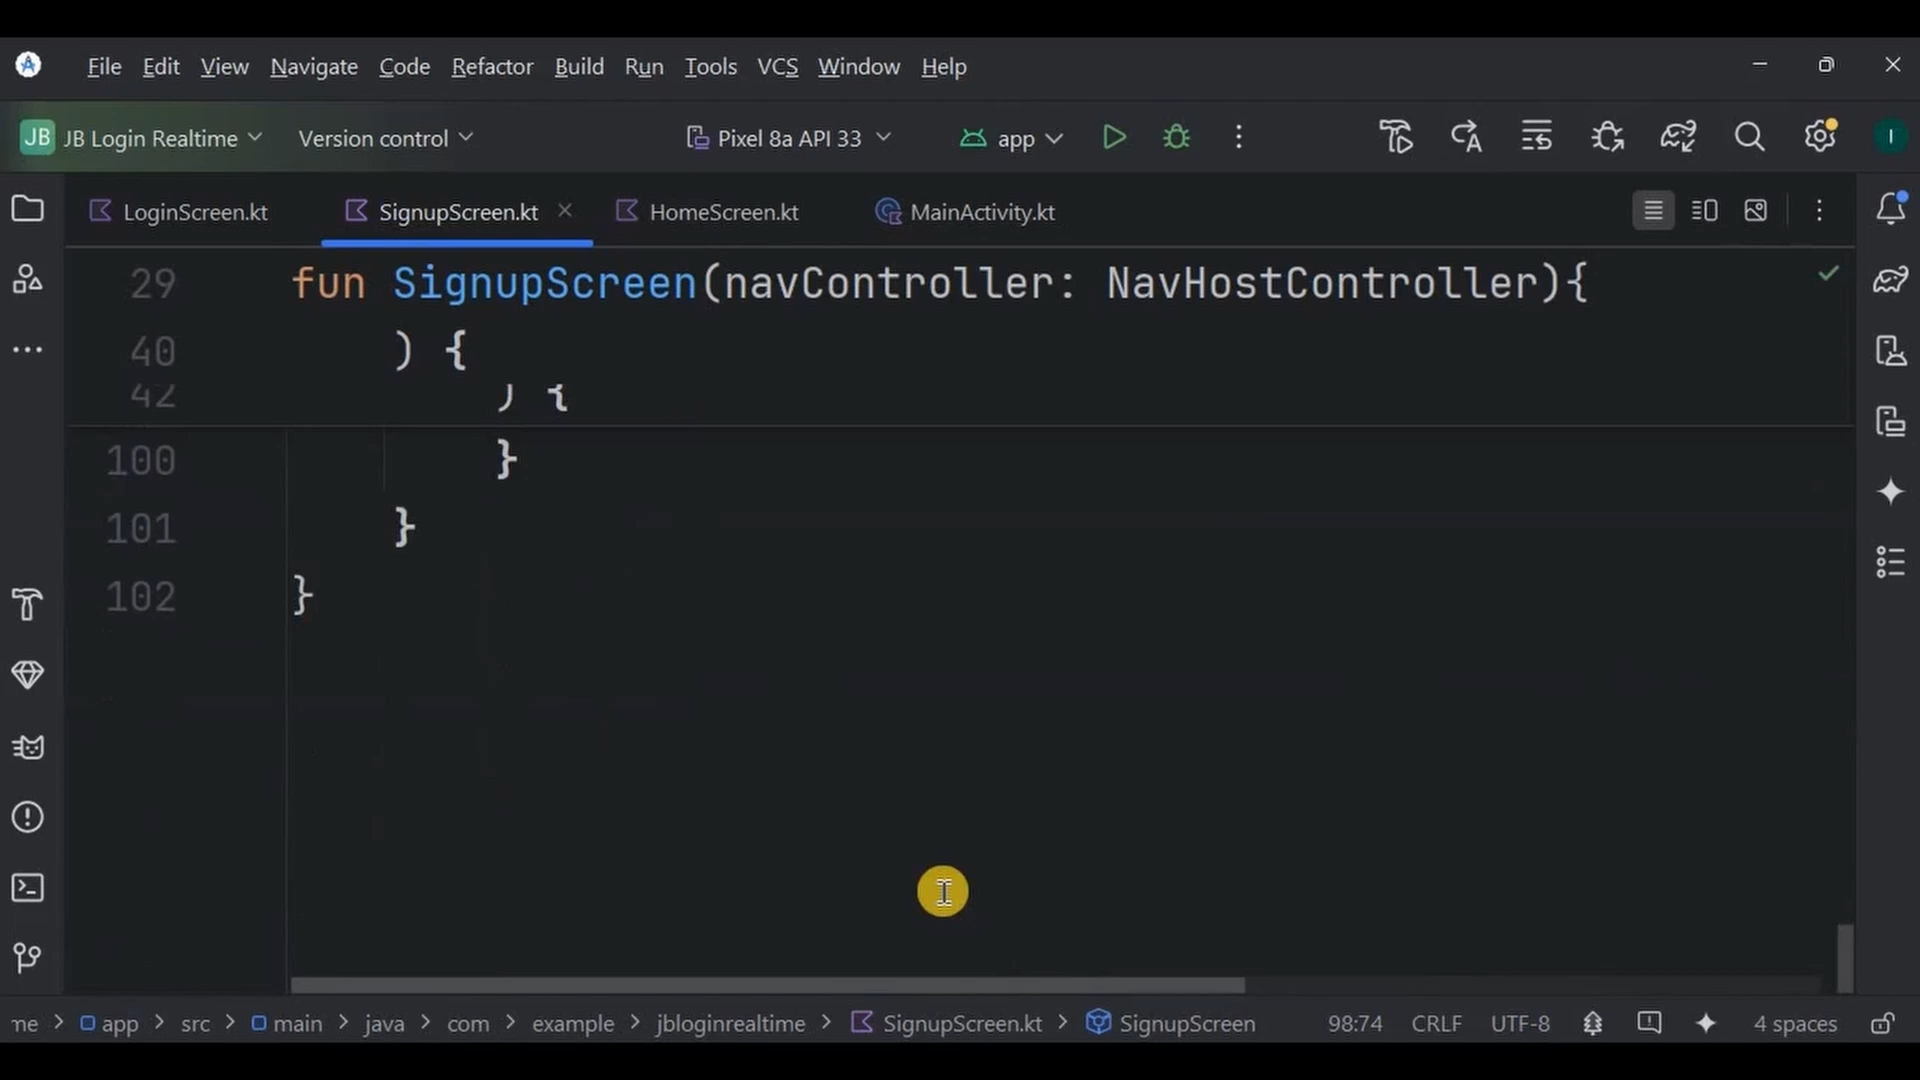 File Edit View Navigate Code Refactor Build Run Tools VCS Window Help
JB JB Login Realtime Version control Pixel 8a API 33 app I
LoginScreen.kt SignupScreen.kt HomeScreen.kt MainActivity.kt
29 fun SignupScreen(navController: NavHostController){
40 ) {
42 ) {
100 }
101 }
102 }
me > app > src > main > java > com > example > jbloginrealtime > SignupScreen.kt > SignupScreen 98:74 CRLF UTF-8 4 spaces